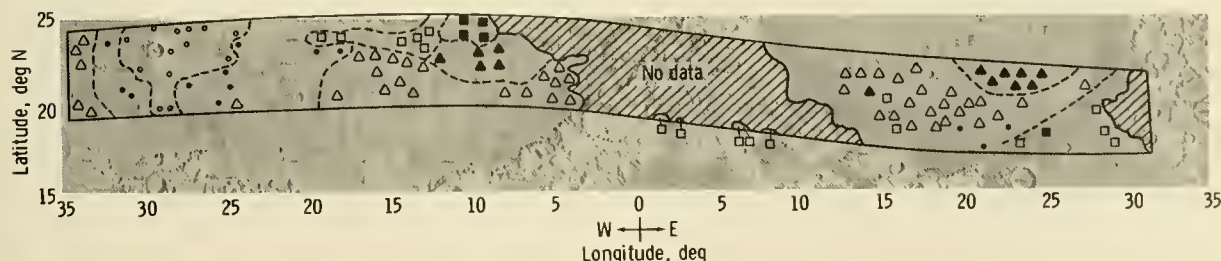 Latitude, deg N
25
20
15
No data
35 30 25 20 15 10 5 0 5 10 15 20 25 30 35
W E
Longitude, deg